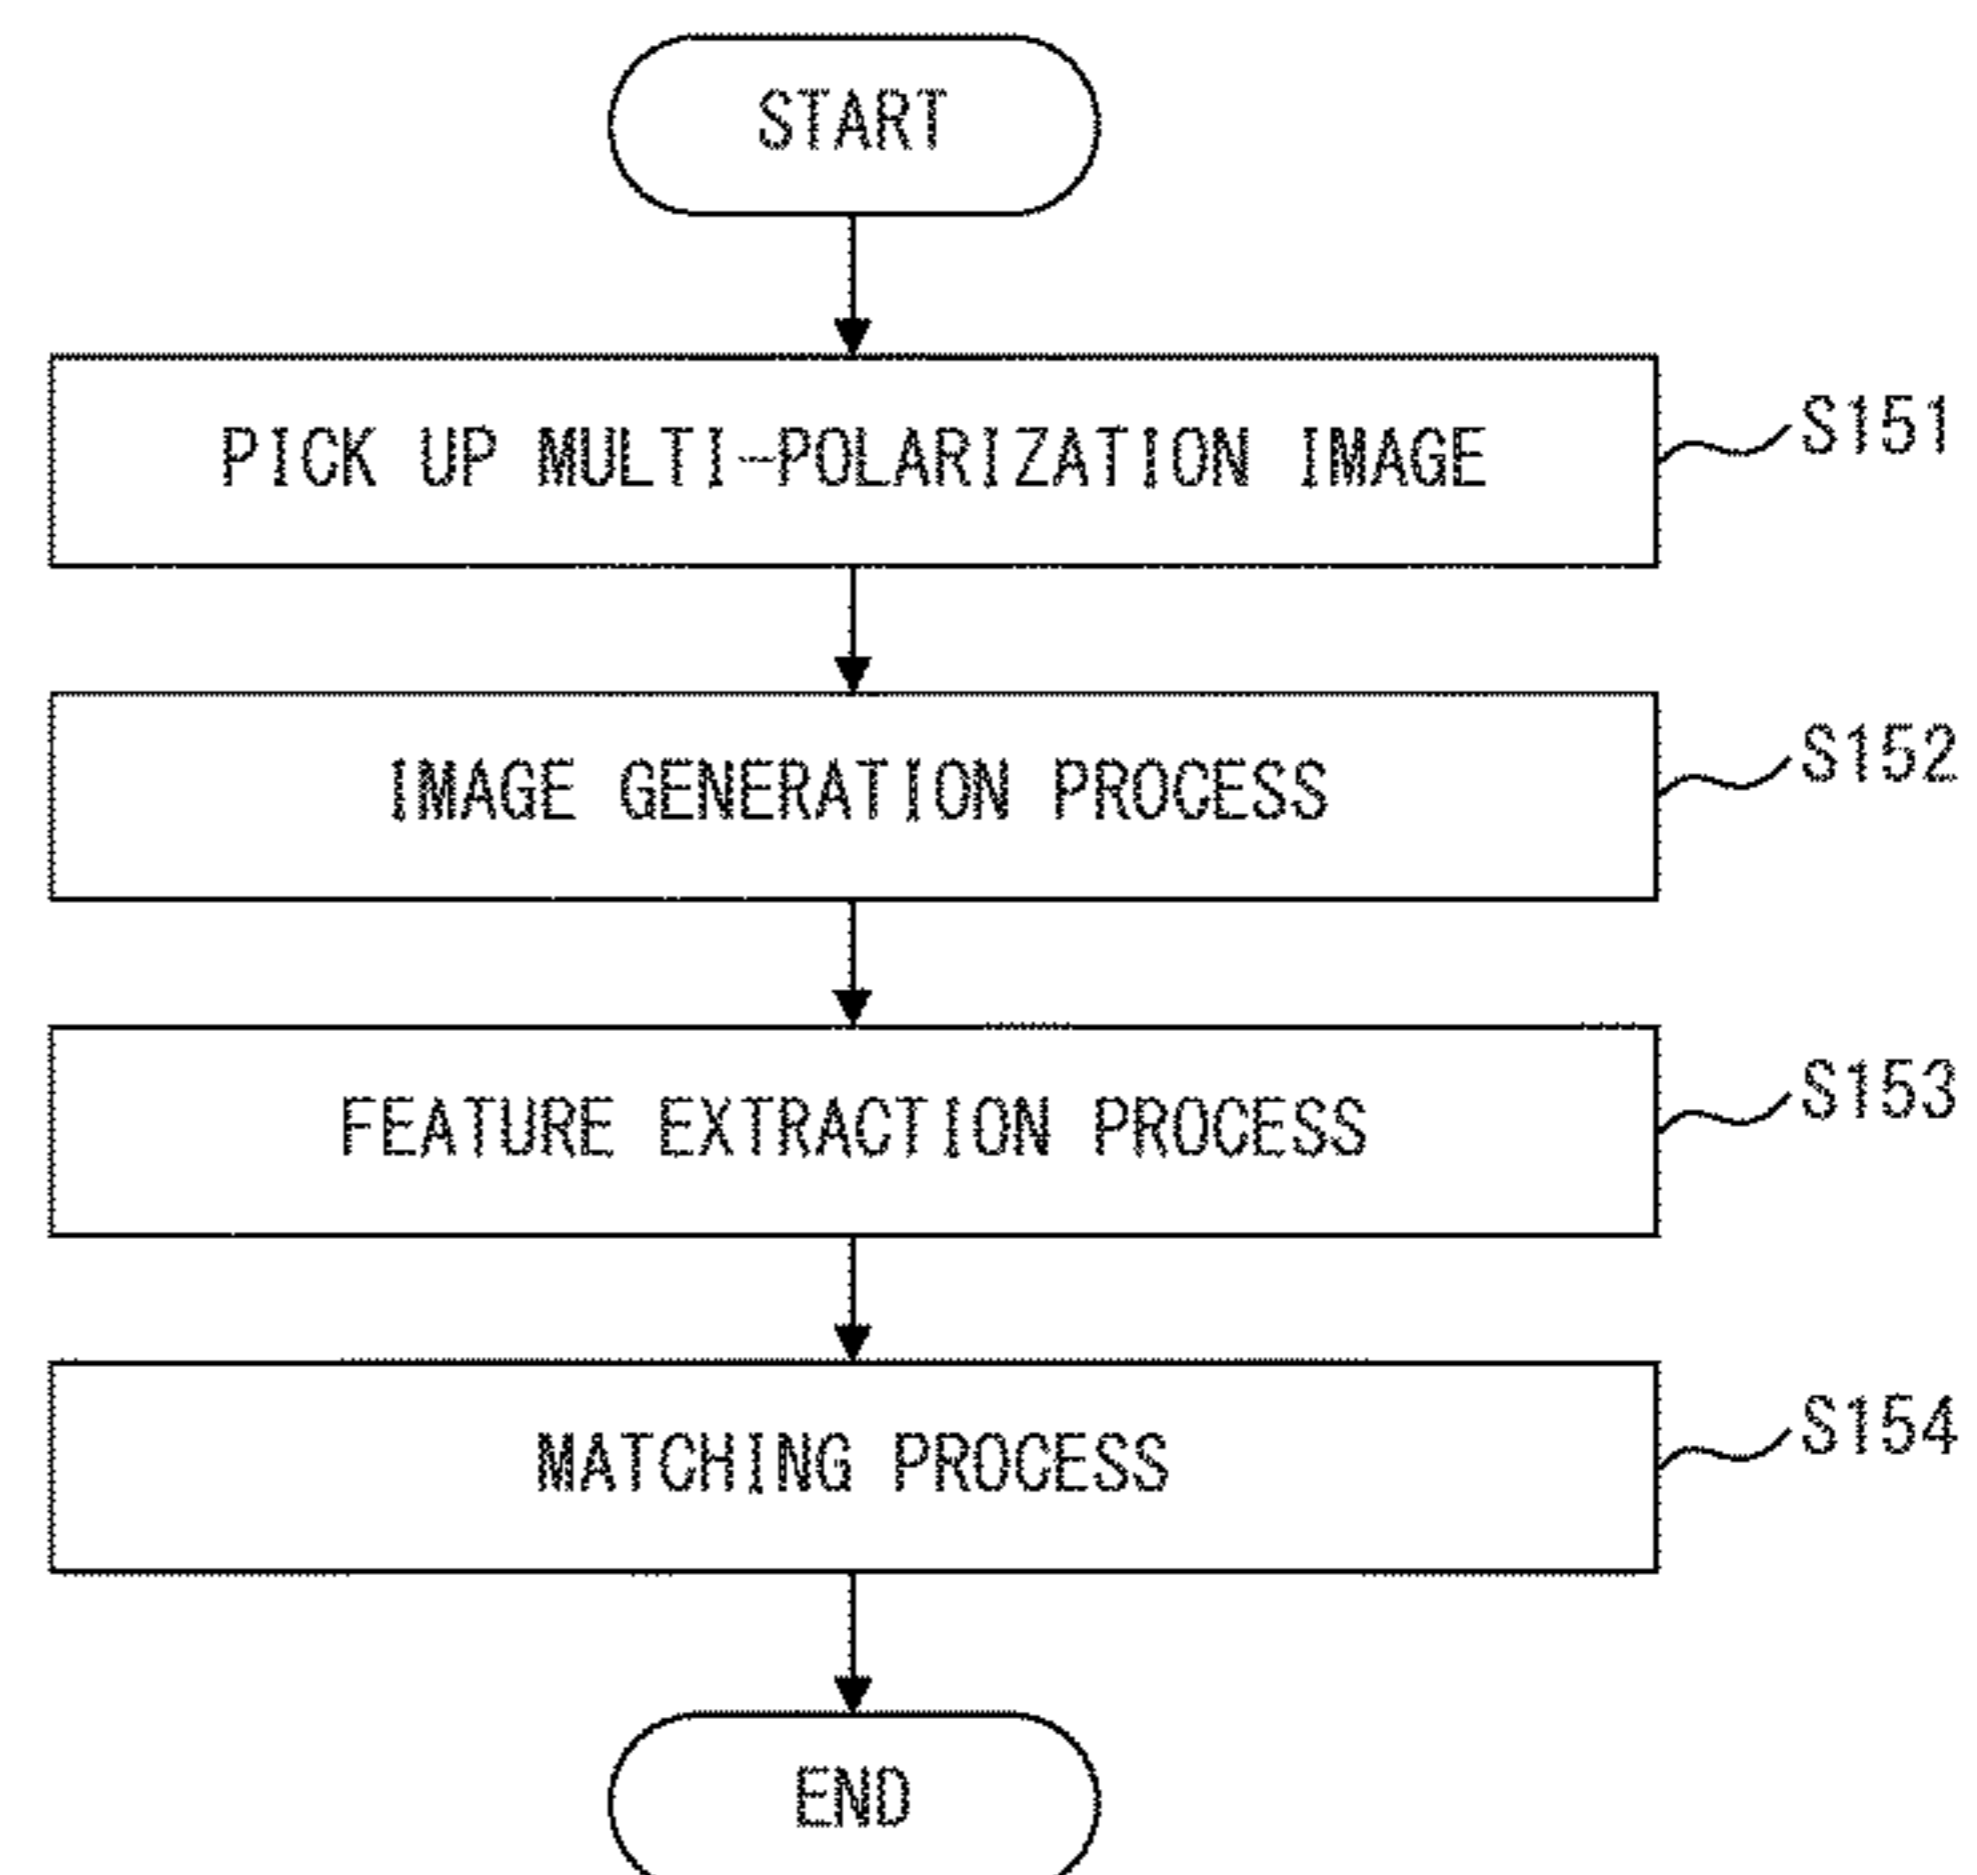 START
PICK UP MULTI-POLARIZATION IMAGE
S151
IMAGE GENERATION PROCESS
S152
FEATURE EXTRACTION PROCESS
S153
MATCHING PROCESS
S154
END